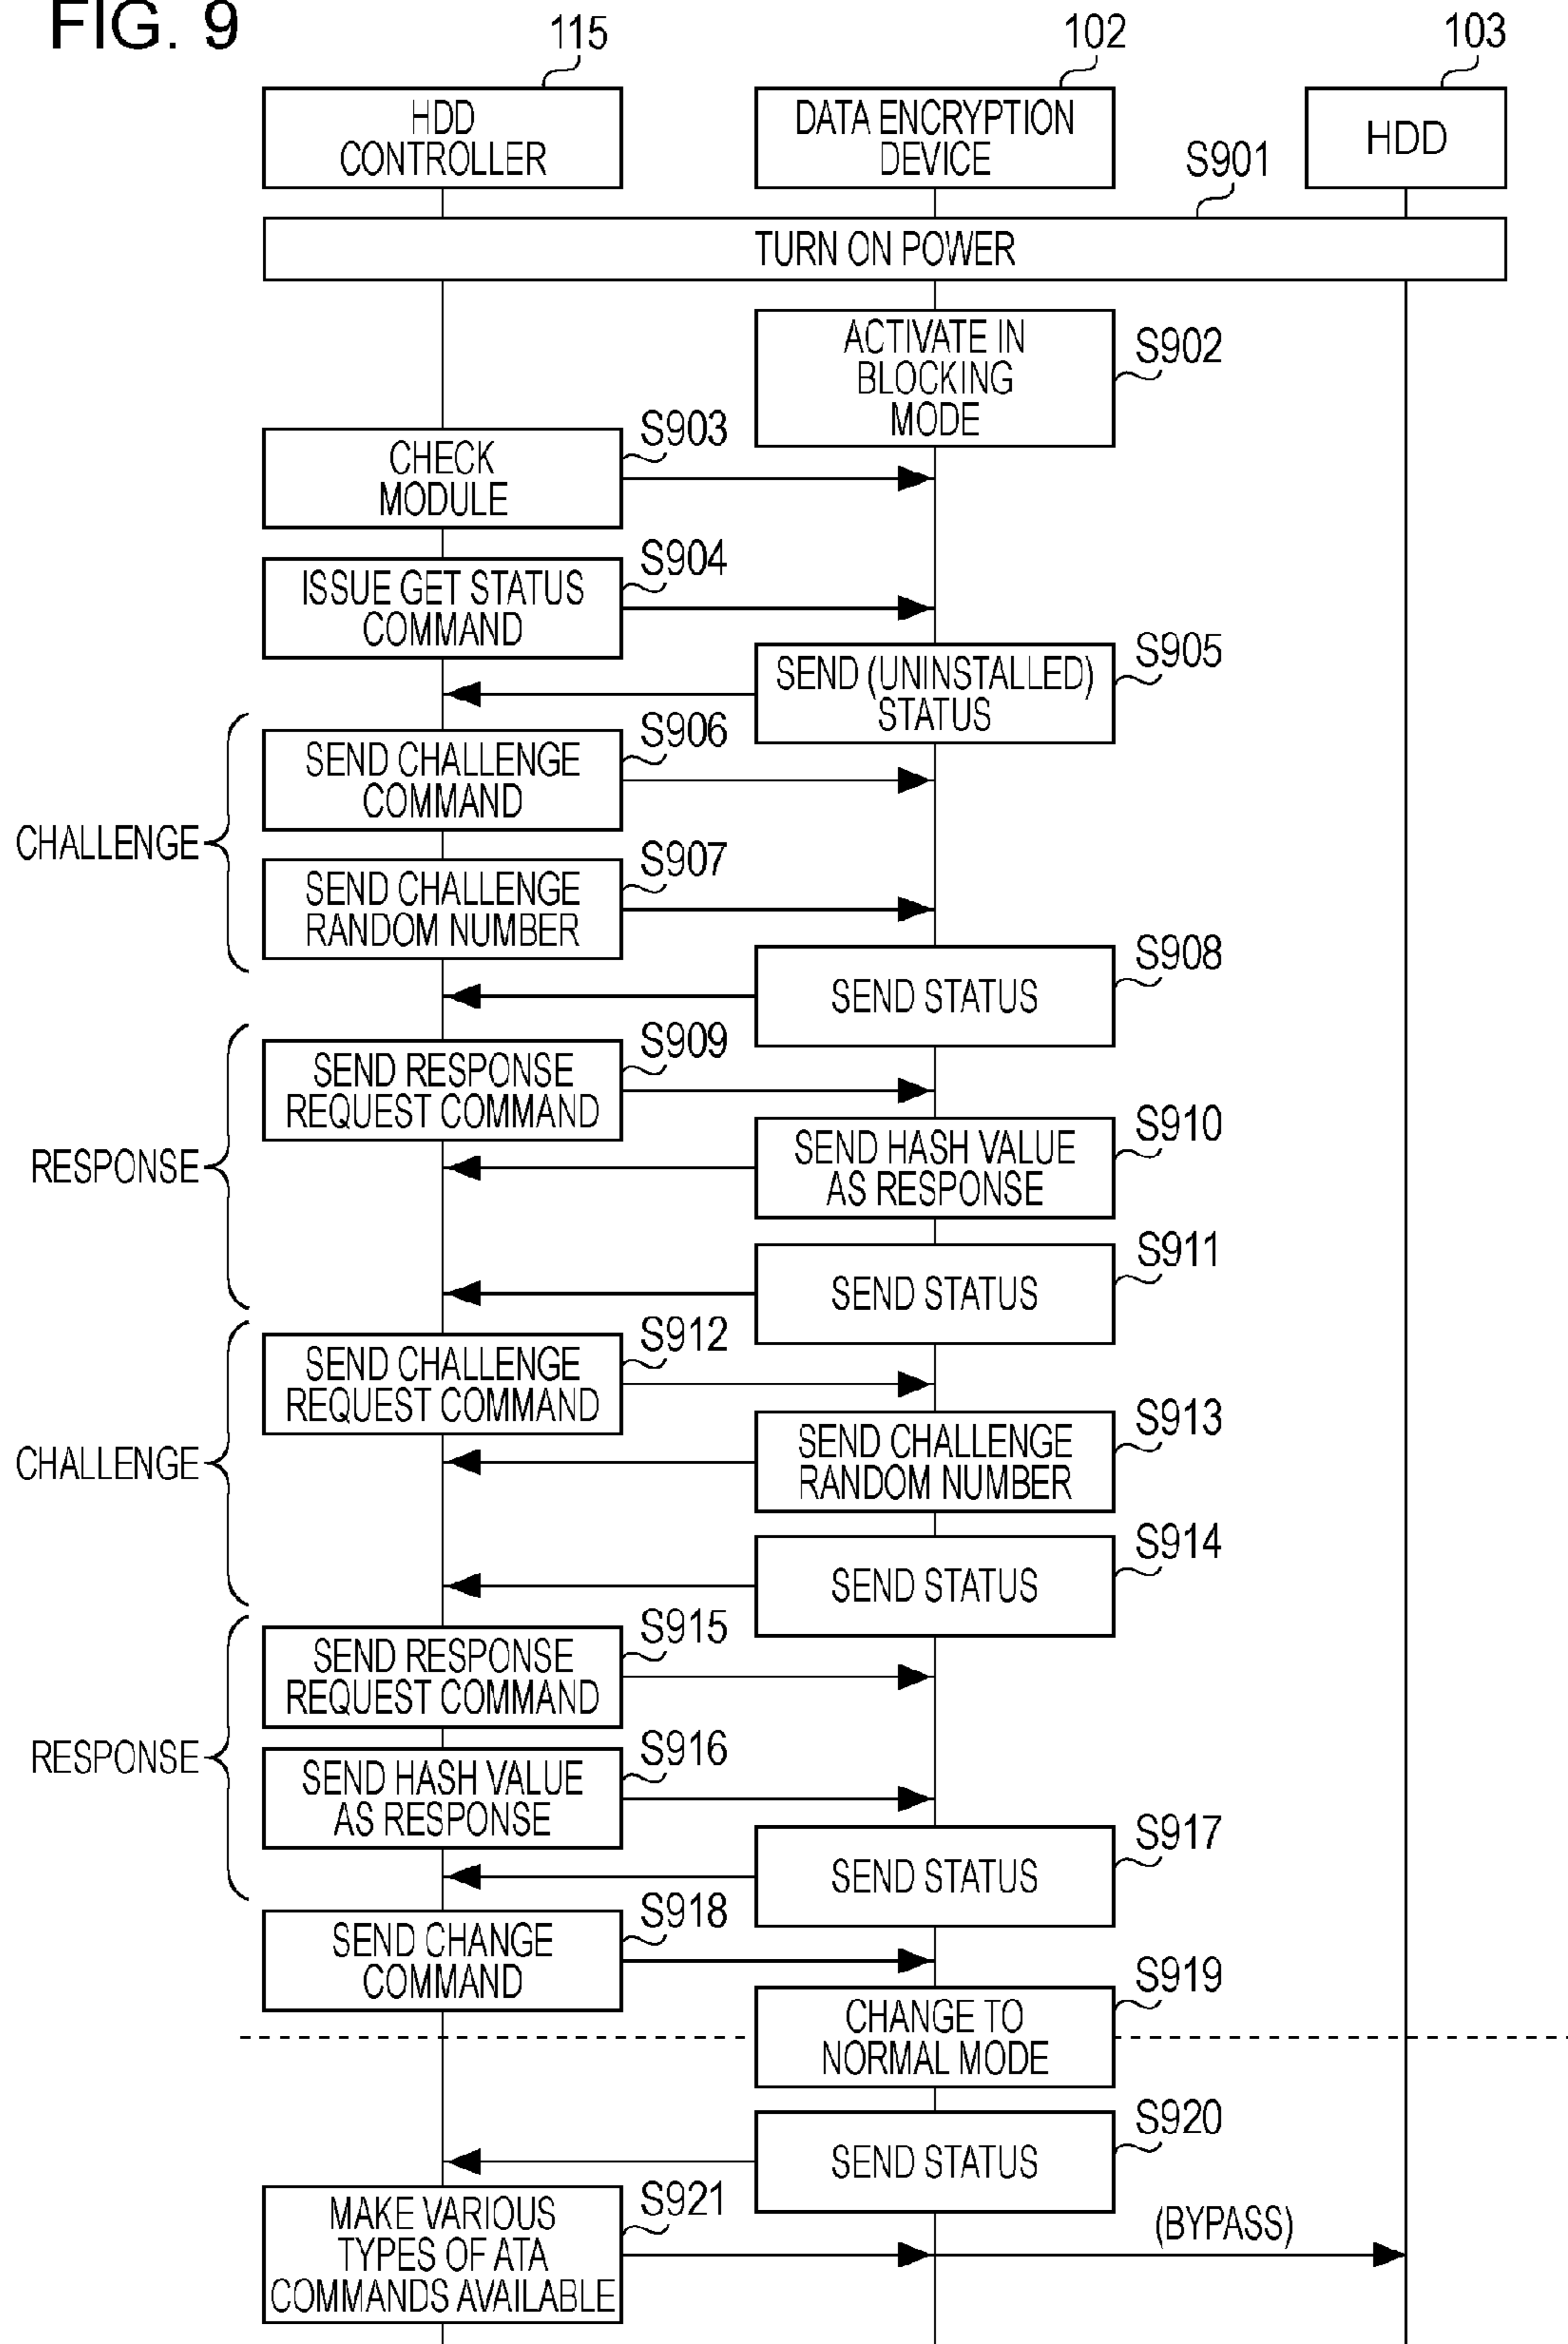 FIG. 9
115
102
103
HDD
CONTROLLER
DATA ENCRYPTION
DEVICE
HDD
S901
TURN ON POWER
ACTIVATE IN
BLOCKING
MODE
S902
CHECK
MODULE
S903
ISSUE GET STATUS
COMMAND
S904
SEND (UNINSTALLED)
STATUS
S905
CHALLENGE
SEND CHALLENGE
COMMAND
S906
SEND CHALLENGE
RANDOM NUMBER
S907
SEND STATUS
S908
RESPONSE
SEND RESPONSE
REQUEST COMMAND
S909
SEND HASH VALUE
AS RESPONSE
S910
SEND STATUS
S911
CHALLENGE
SEND CHALLENGE
REQUEST COMMAND
S912
SEND CHALLENGE
RANDOM NUMBER
S913
SEND STATUS
S914
RESPONSE
SEND RESPONSE
REQUEST COMMAND
S915
SEND HASH VALUE
AS RESPONSE
S916
SEND STATUS
S917
SEND CHANGE
COMMAND
S918
CHANGE TO
NORMAL MODE
S919
SEND STATUS
S920
MAKE VARIOUS
TYPES OF ATA
COMMANDS AVAILABLE
S921
(BYPASS)